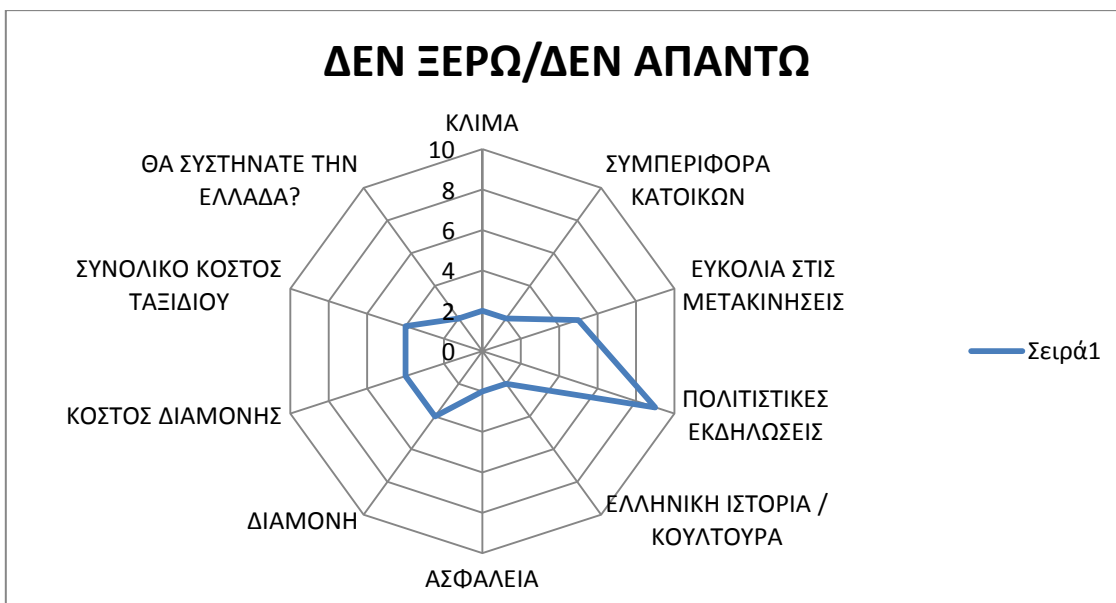 ΔΕΝ ΞΕΡΩ/ΔΕΝ ΑΠΑΝΤΩ
ΚΛΙΜΑ
ΣΥΜΠΕΡΙΦΟΡΑ
ΚΑΤΟΙΚΩΝ
ΕΥΚΟΛΙΑ ΣΤΙΣ
ΜΕΤΑΚΙΝΗΣΕΙΣ
ΠΟΛΙΤΙΣΤΙΚΕΣ
ΕΚΔΗΛΩΣΕΙΣ
ΕΛΛΗΝΙΚΗ ΙΣΤΟΡΙΑ /
ΚΟΥΛΤΟΥΡΑ
ΑΣΦΑΛΕΙΑ
ΔΙΑΜΟΝΗ
ΚΟΣΤΟΣ ΔΙΑΜΟΝΗΣ
ΣΥΝΟΛΙΚΟ ΚΟΣΤΟΣ
ΤΑΞΙΔΙΟΥ
ΘΑ ΣΥΣΤΗΝΑΤΕ ΤΗΝ
ΕΛΛΑΔΑ?
10
8
6
4
2
0
Σειρά1